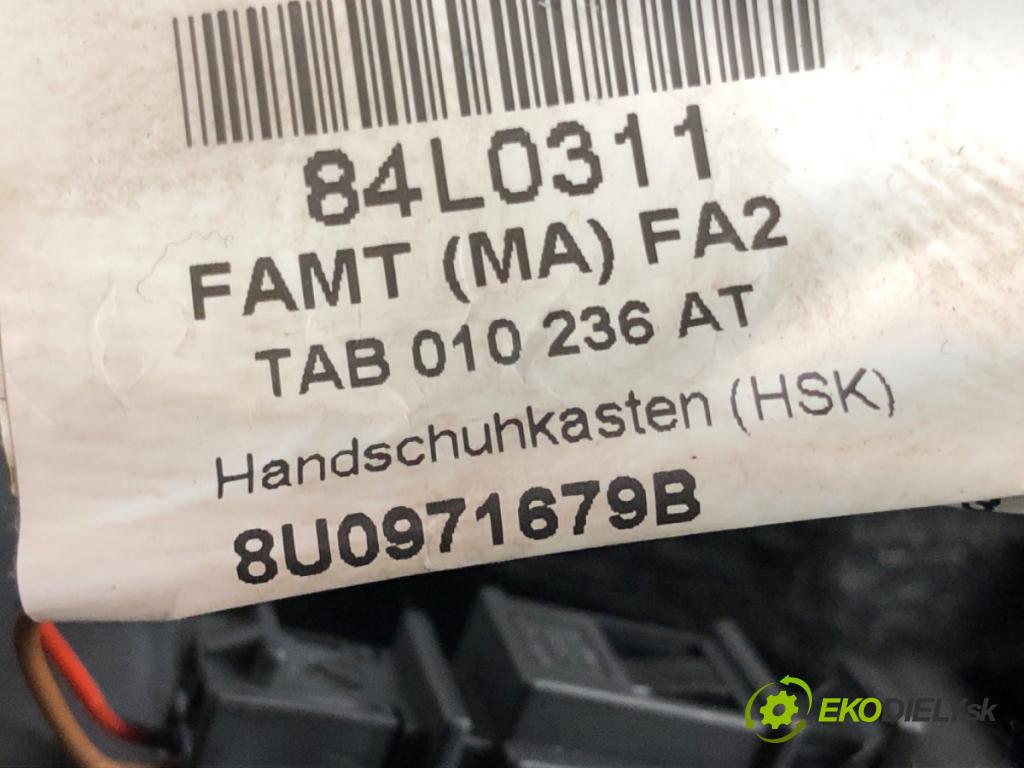 84L0311
FAMT (MA) FA2
TAB 010 236 AT
Handschuhkasten (HSK)
8U0971679B
EKODIELY.sk